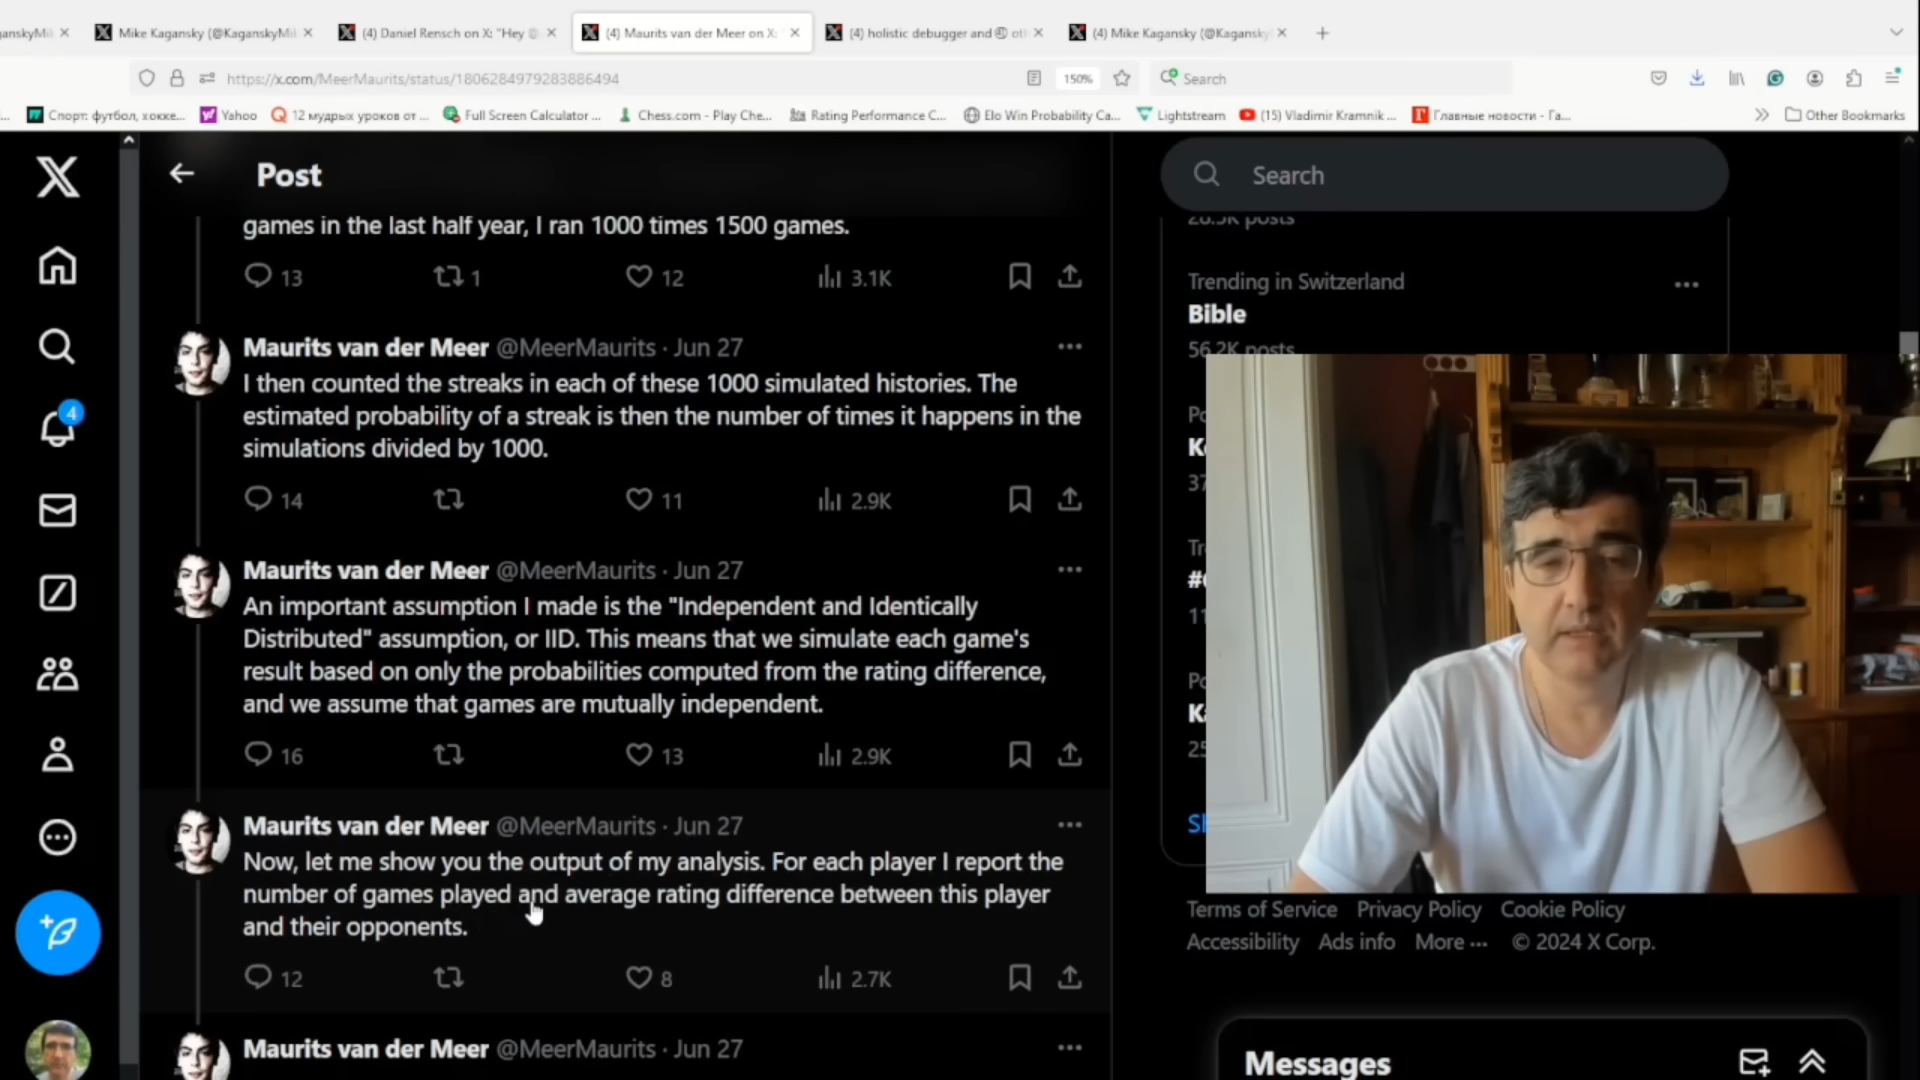 anskyMi
Mike Kagansky (@KaganskyMi
(4) Daniel Rensch on X: "Hey @
(4) Maurits van der Meer on X:
(4) holistic debugger and
(4) Mike Kagansky (@Kagansky
https://x.com/MeerMaurits/status/1806284979283886494
150%
Search
Спорт: футбол, хокке...
Yahoo
12 мудрых уроков от ...
Full Screen Calculator ...
Chess.com - Play Che...
Rating Performance C...
Elo Win Probability Ca...
Lightstream
(15) Vladimir Kramnik ...
Главные новости - Га...
Other Bookmarks
Post
Search
games in the last half year, I ran 1000 times 1500 games.
13 1 12 3.1K
Maurits van der Meer @MeerMaurits · Jun 27
I then counted the streaks in each of these 1000 simulated histories. The
estimated probability of a streak is then the number of times it happens in the
simulations divided by 1000.
14 11 2.9K
Maurits van der Meer @MeerMaurits · Jun 27
An important assumption I made is the "Independent and Identically
Distributed" assumption, or IID. This means that we simulate each game's
result based on only the probabilities computed from the rating difference,
and we assume that games are mutually independent.
16 13 2.9K
Maurits van der Meer @MeerMaurits · Jun 27
Now, let me show you the output of my analysis. For each player I report the
number of games played and average rating difference between this player
and their opponents.
12 8 2.7K
Maurits van der Meer @MeerMaurits · Jun 27
4
28.5K posts
Trending in Switzerland
Bible
56.2K posts
Terms of Service Privacy Policy Cookie Policy
Accessibility Ads info More ··· © 2024 X Corp.
Messages